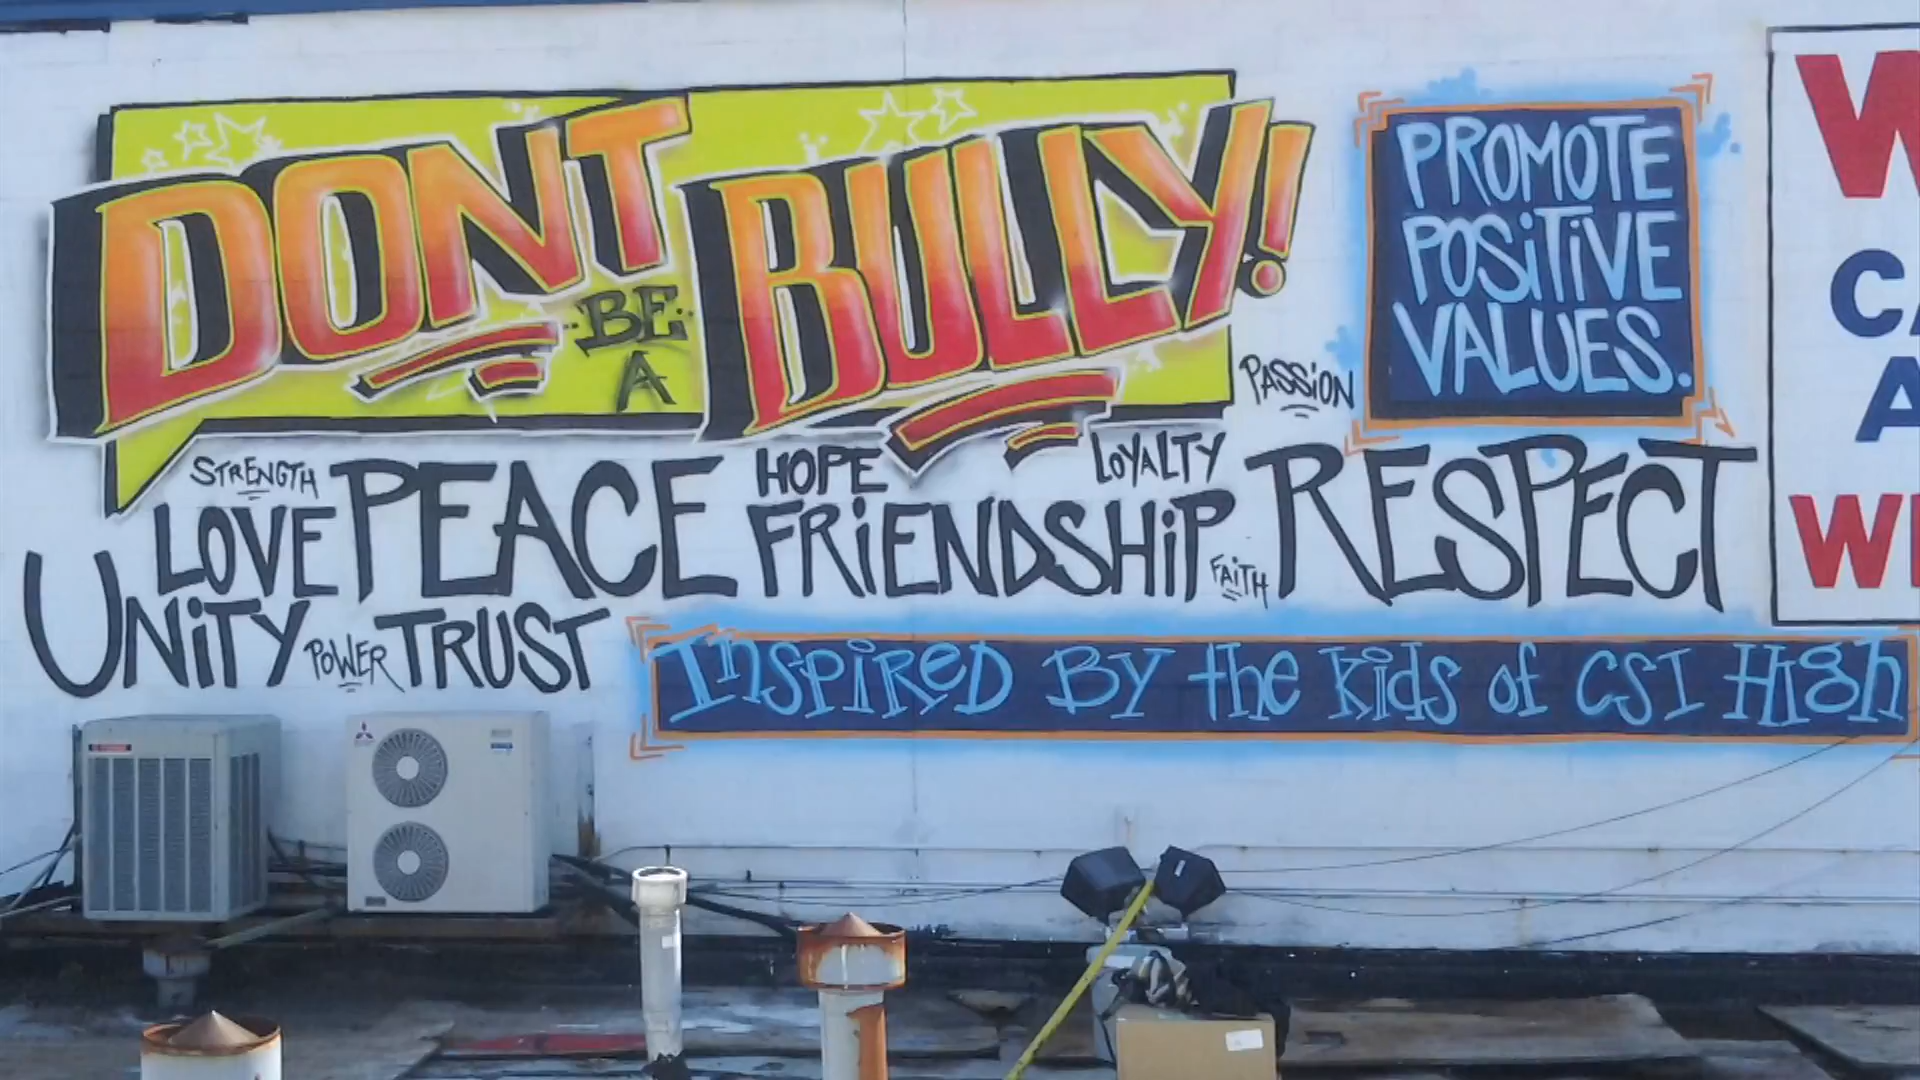 DONT
BE
A
BULLY!
PROMOTE
POSiTiVE
VALUES.
PASSiON
STRENGTH
HOPE
LOYALTY
LOVE PEACE FRiENDSHiP FAiTH RESPECT
UNiTY POWER TRUST
InSPiRED BY the KidS of CSI HIgh